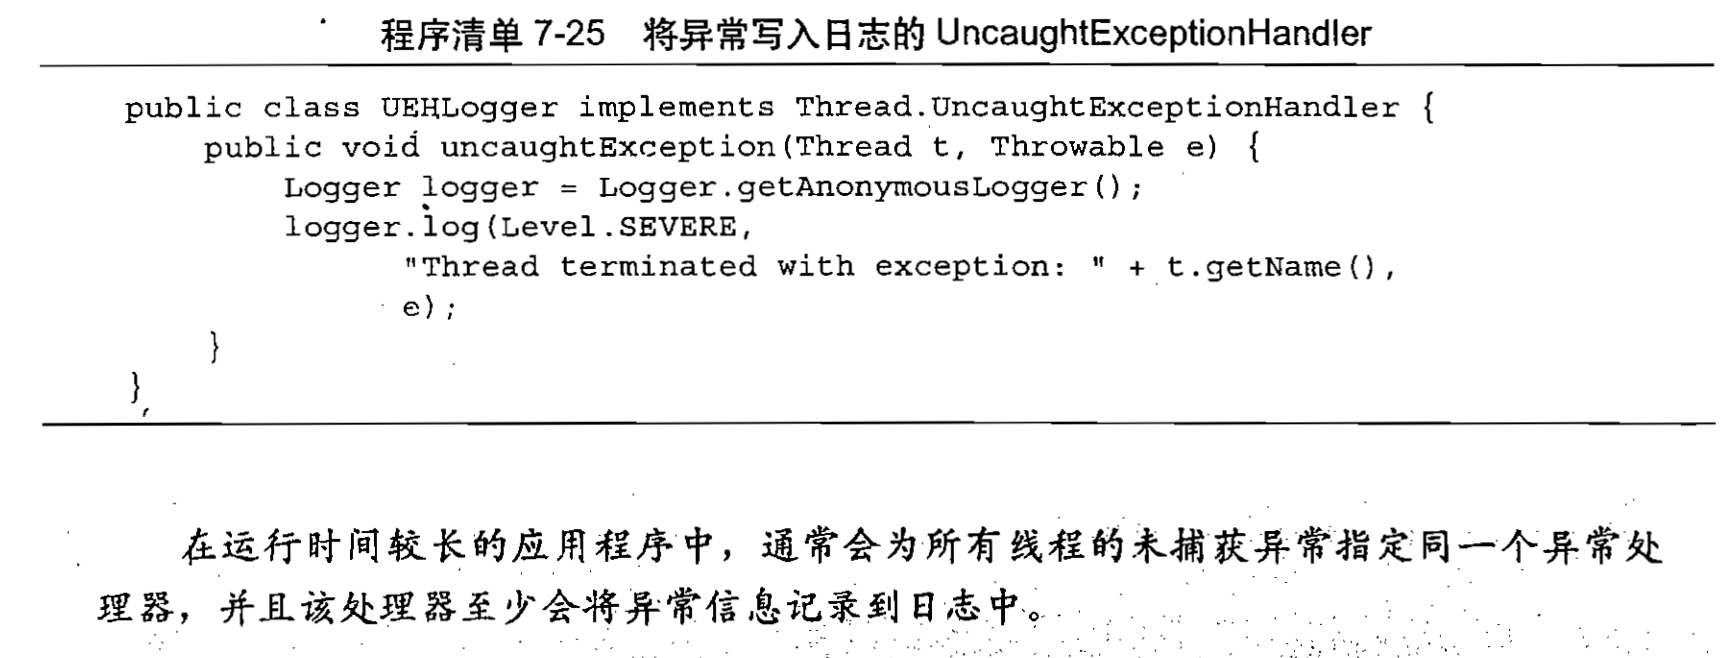 程序清单 7-25 将异常写入日志的 UncaughtExceptionHandler
public class UEHLogger implements Thread.UncaughtExceptionHandler {
public void uncaughtException(Thread t, Throwable e) {
Logger logger = Logger.getAnonymousLogger();
logger.log(Level.SEVERE,
"Thread terminated with exception: " + t.getName(),
e);
}
}
在运行时间较长的应用程序中，通常会为所有线程的未捕获异常指定同一个异常处
理器，并且该处理器至少会将异常信息记录到日志中。